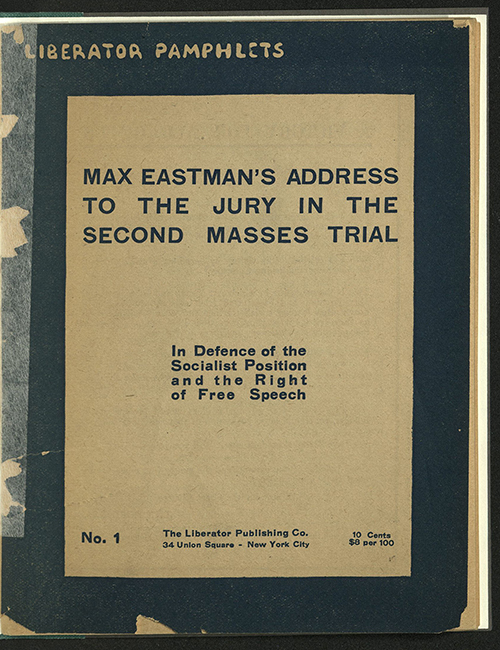 LIBERATOR PAMPHLETS
MAX EASTMAN'S ADDRESS
TO THE JURY IN THE
SECOND MASSES TRIAL
In Defence of the
Socialist Position
and the Right
of Free Speech
No. 1
The Liberator Publishing Co.
34 Union Square - New York City
10 Cents
$8 per 100